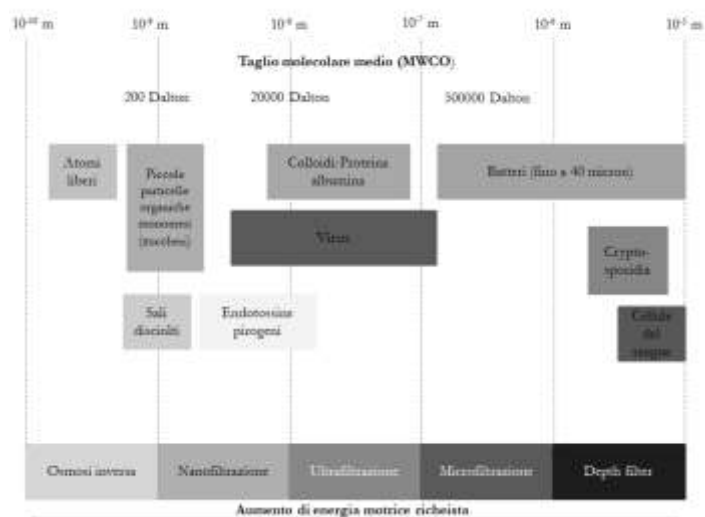 10⁻¹⁰ m 10⁻⁹ m 10⁻⁸ m 10⁻⁷ m 10⁻⁶ m 10⁻⁵ m
Taglio molecolare medio (MWCO)
200 Dalton 20000 Dalton 500000 Dalton
Atomi
liberi
Piccole
particelle
organiche
monomeri
(zuccheri)
Colloidi-Proteina
albumina
Batteri (fino a 40 micron)
Virus
Crypto-
sporidia
Sali
disciolti
Endotossine
pirogeni
Cellule
del
sangue
Osmosi inversa Nanofiltrazione Ultrafiltrazione Microfiltrazione Depth filter
Aumento di energia motrice richiesta